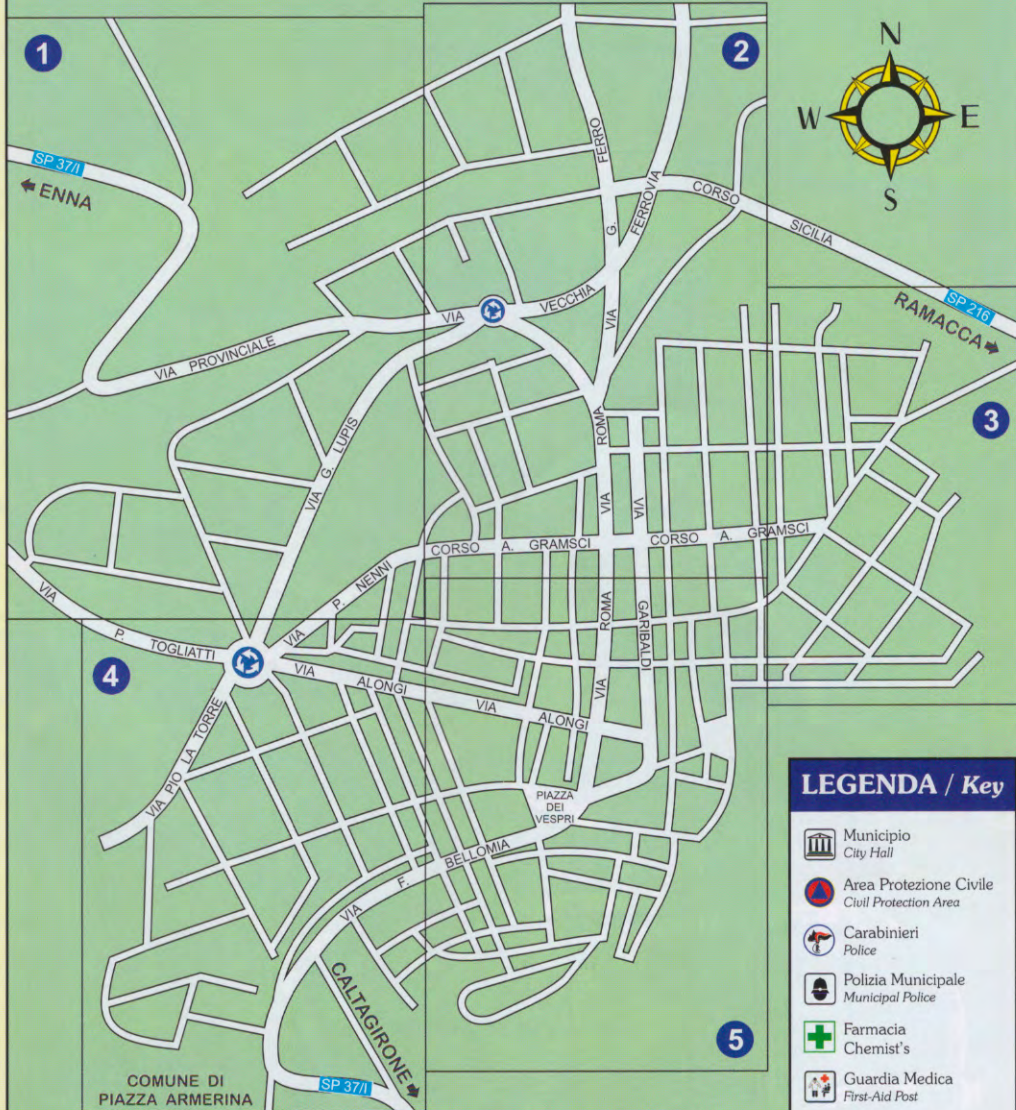 1
2
N
W E
S
SP 37/I
ENNA
FERRO
G.
VIA
FERROVIA
CORSO
SICILIA
SP 216
RAMACCA
VIA
VECCHIA
VIA PROVINCIALE
3
VIA G. LUPIS
ROMA
VIA
VIA
CORSO A. GRAMSCI
CORSO A. GRAMSCI
VIA P. NENNI
VIA
P.
TOGLIATTI
ROMA
GARIBALDI
VIA
4
VIA ALONGI
VIA ALONGI
VIA PIO LA TORRE
PIAZZA
DEI
VESPRI
VIA F. BELLOMIA
CALTAGIRONE
SP 37/I
COMUNE DI
PIAZZA ARMERINA
5
LEGENDA / Key
Municipio
City Hall
Area Protezione Civile
Civil Protection Area
Carabinieri
Police
Polizia Municipale
Municipal Police
Farmacia
Chemist's
Guardia Medica
First-Aid Post